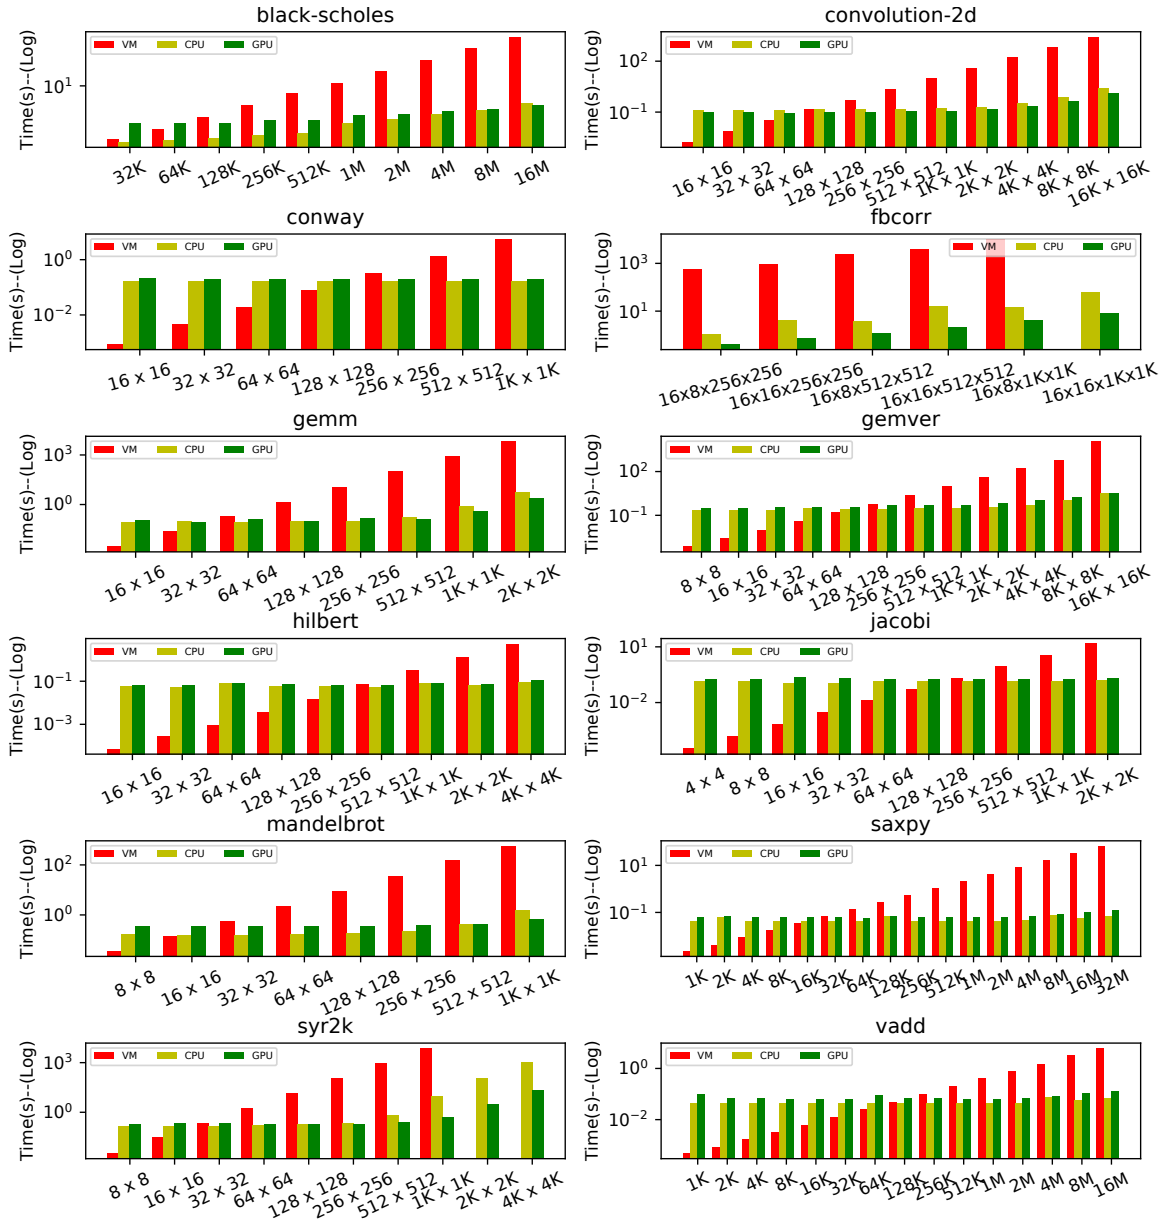 black-scholes
Time(s)--(Log)
10^1
VM CPU GPU
32K 64K 128K 256K 512K 1M 2M 4M 8M 16M
convolution-2d
Time(s)--(Log)
10^2
10^-1
VM CPU GPU
16 x 16 32 x 32 64 x 64 128 x 128 256 x 256 512 x 512 1K x 1K 2K x 2K 4K x 4K 8K x 8K 16K x 16K
conway
Time(s)--(Log)
10^0
10^-2
VM CPU GPU
16 x 16 32 x 32 64 x 64 128 x 128 256 x 256 512 x 512 1K x 1K
fbcorr
Time(s)--(Log)
10^3
10^1
VM CPU GPU
16x8x256x256 16x16x256x256 16x8x512x512 16x16x512x512 16x8x1Kx1K 16x16x1Kx1K
gemm
Time(s)--(Log)
10^3
10^0
VM CPU GPU
16 x 16 32 x 32 64 x 64 128 x 128 256 x 256 512 x 512 1K x 1K 2K x 2K
gemver
Time(s)--(Log)
10^2
10^-1
VM CPU GPU
8 x 8 16 x 16 32 x 32 64 x 64 128 x 128 256 x 256 512 x 512 1K x 1K 2K x 2K 4K x 4K 8K x 8K 16K x 16K
hilbert
Time(s)--(Log)
10^-1
10^-3
VM CPU GPU
16 x 16 32 x 32 64 x 64 128 x 128 256 x 256 512 x 512 1K x 1K 2K x 2K 4K x 4K
jacobi
Time(s)--(Log)
10^1
10^-2
VM CPU GPU
4 x 4 8 x 8 16 x 16 32 x 32 64 x 64 128 x 128 256 x 256 512 x 512 1K x 1K 2K x 2K
mandelbrot
Time(s)--(Log)
10^2
10^0
VM CPU GPU
8 x 8 16 x 16 32 x 32 64 x 64 128 x 128 256 x 256 512 x 512 1K x 1K
saxpy
Time(s)--(Log)
10^1
10^-1
VM CPU GPU
1K 2K 4K 8K 16K 32K 64K 128K 256K 512K 1M 2M 4M 8M 16M 32M
syr2k
Time(s)--(Log)
10^3
10^0
VM CPU GPU
8 x 8 16 x 16 32 x 32 64 x 64 128 x 128 256 x 256 512 x 512 1K x 1K 2K x 2K 4K x 4K
vadd
Time(s)--(Log)
10^0
10^-2
VM CPU GPU
1K 2K 4K 8K 16K 32K 64K 128K 256K 512K 1M 2M 4M 8M 16M